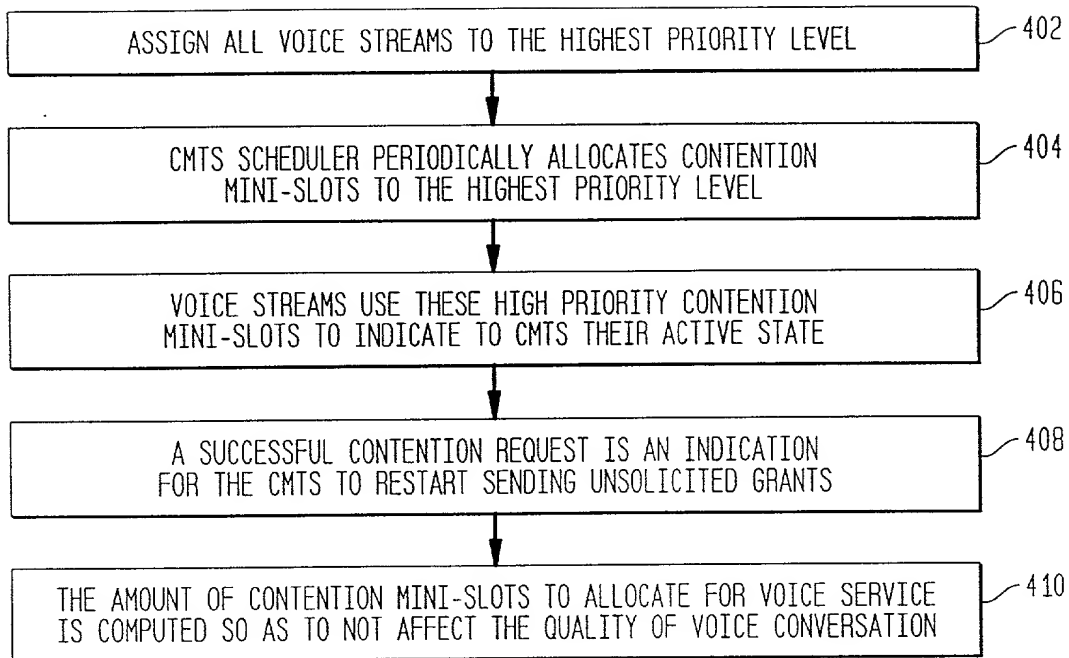 ASSIGN ALL VOICE STREAMS TO THE HIGHEST PRIORITY LEVEL
402
CMTS SCHEDULER PERIODICALLY ALLOCATES CONTENTION
MINI-SLOTS TO THE HIGHEST PRIORITY LEVEL
404
VOICE STREAMS USE THESE HIGH PRIORITY CONTENTION
MINI-SLOTS TO INDICATE TO CMTS THEIR ACTIVE STATE
406
A SUCCESSFUL CONTENTION REQUEST IS AN INDICATION
FOR THE CMTS TO RESTART SENDING UNSOLICITED GRANTS
408
THE AMOUNT OF CONTENTION MINI-SLOTS TO ALLOCATE FOR VOICE SERVICE
IS COMPUTED SO AS TO NOT AFFECT THE QUALITY OF VOICE CONVERSATION
410